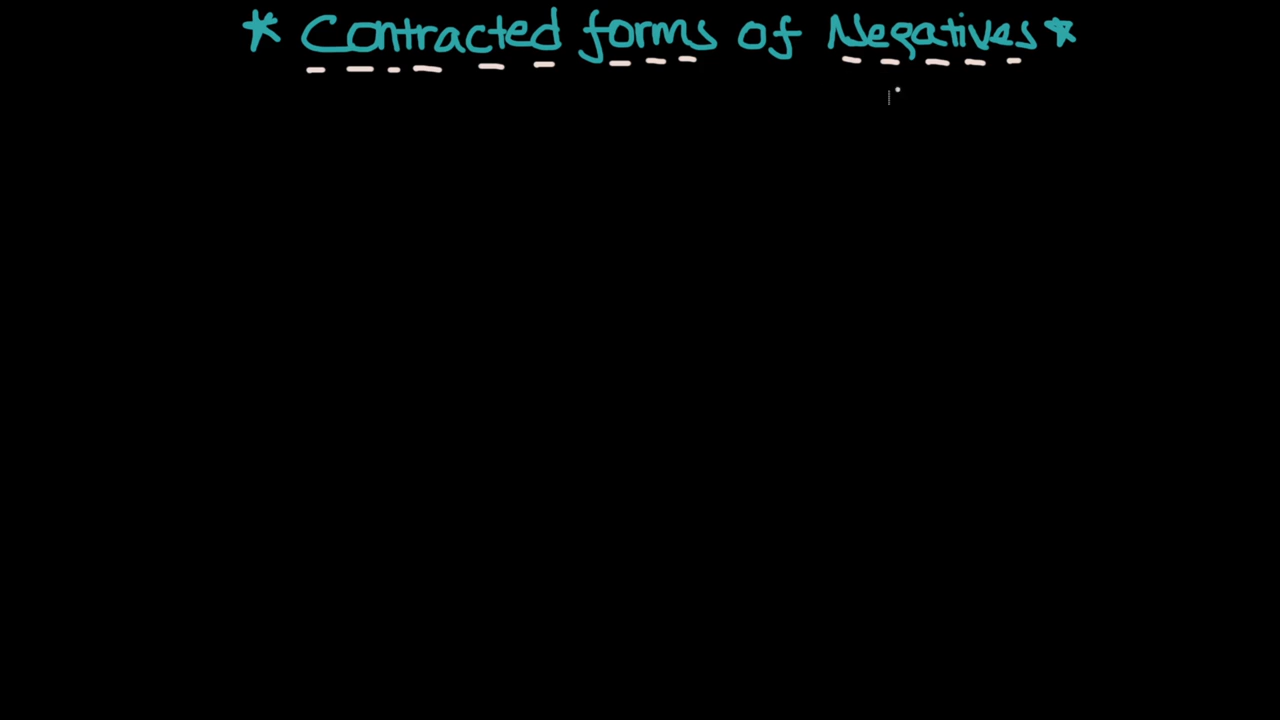 * Contracted forms of Negatives *